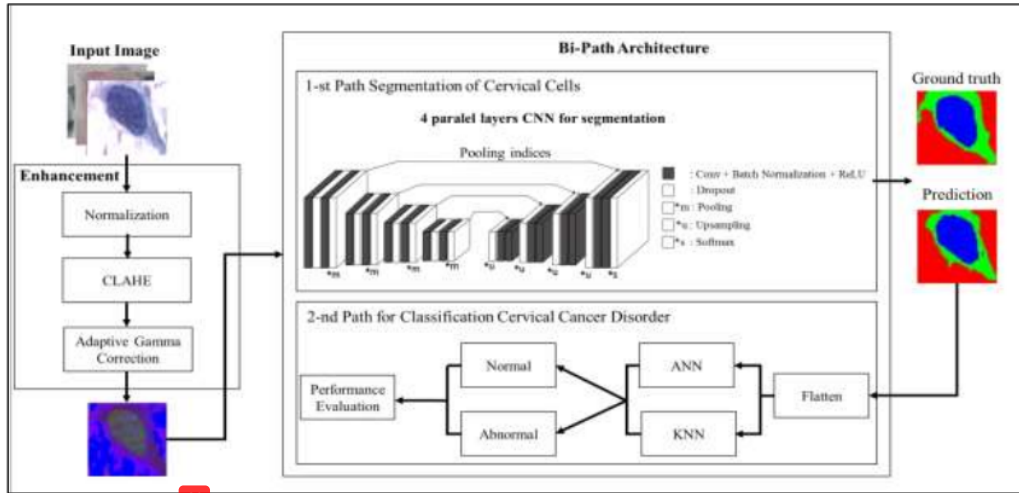 Input Image
Enhancement
Normalization
CLAHE
Adaptive Gamma
Correction
Bi-Path Architecture
1-st Path Segmentation of Cervical Cells
4 paralel layers CNN for segmentation
Pooling indices
*m
*m
*m
*m
*u
*u
*u
*u
*s
: Conv + Batch Normalization + ReLU
: Dropout
*m : Pooling
*u : Upsampling
*s : Softmax
2-nd Path for Classification Cervical Cancer Disorder
Performance
Evaluation
Normal
Abnormal
ANN
KNN
Flatten
Ground truth
Prediction